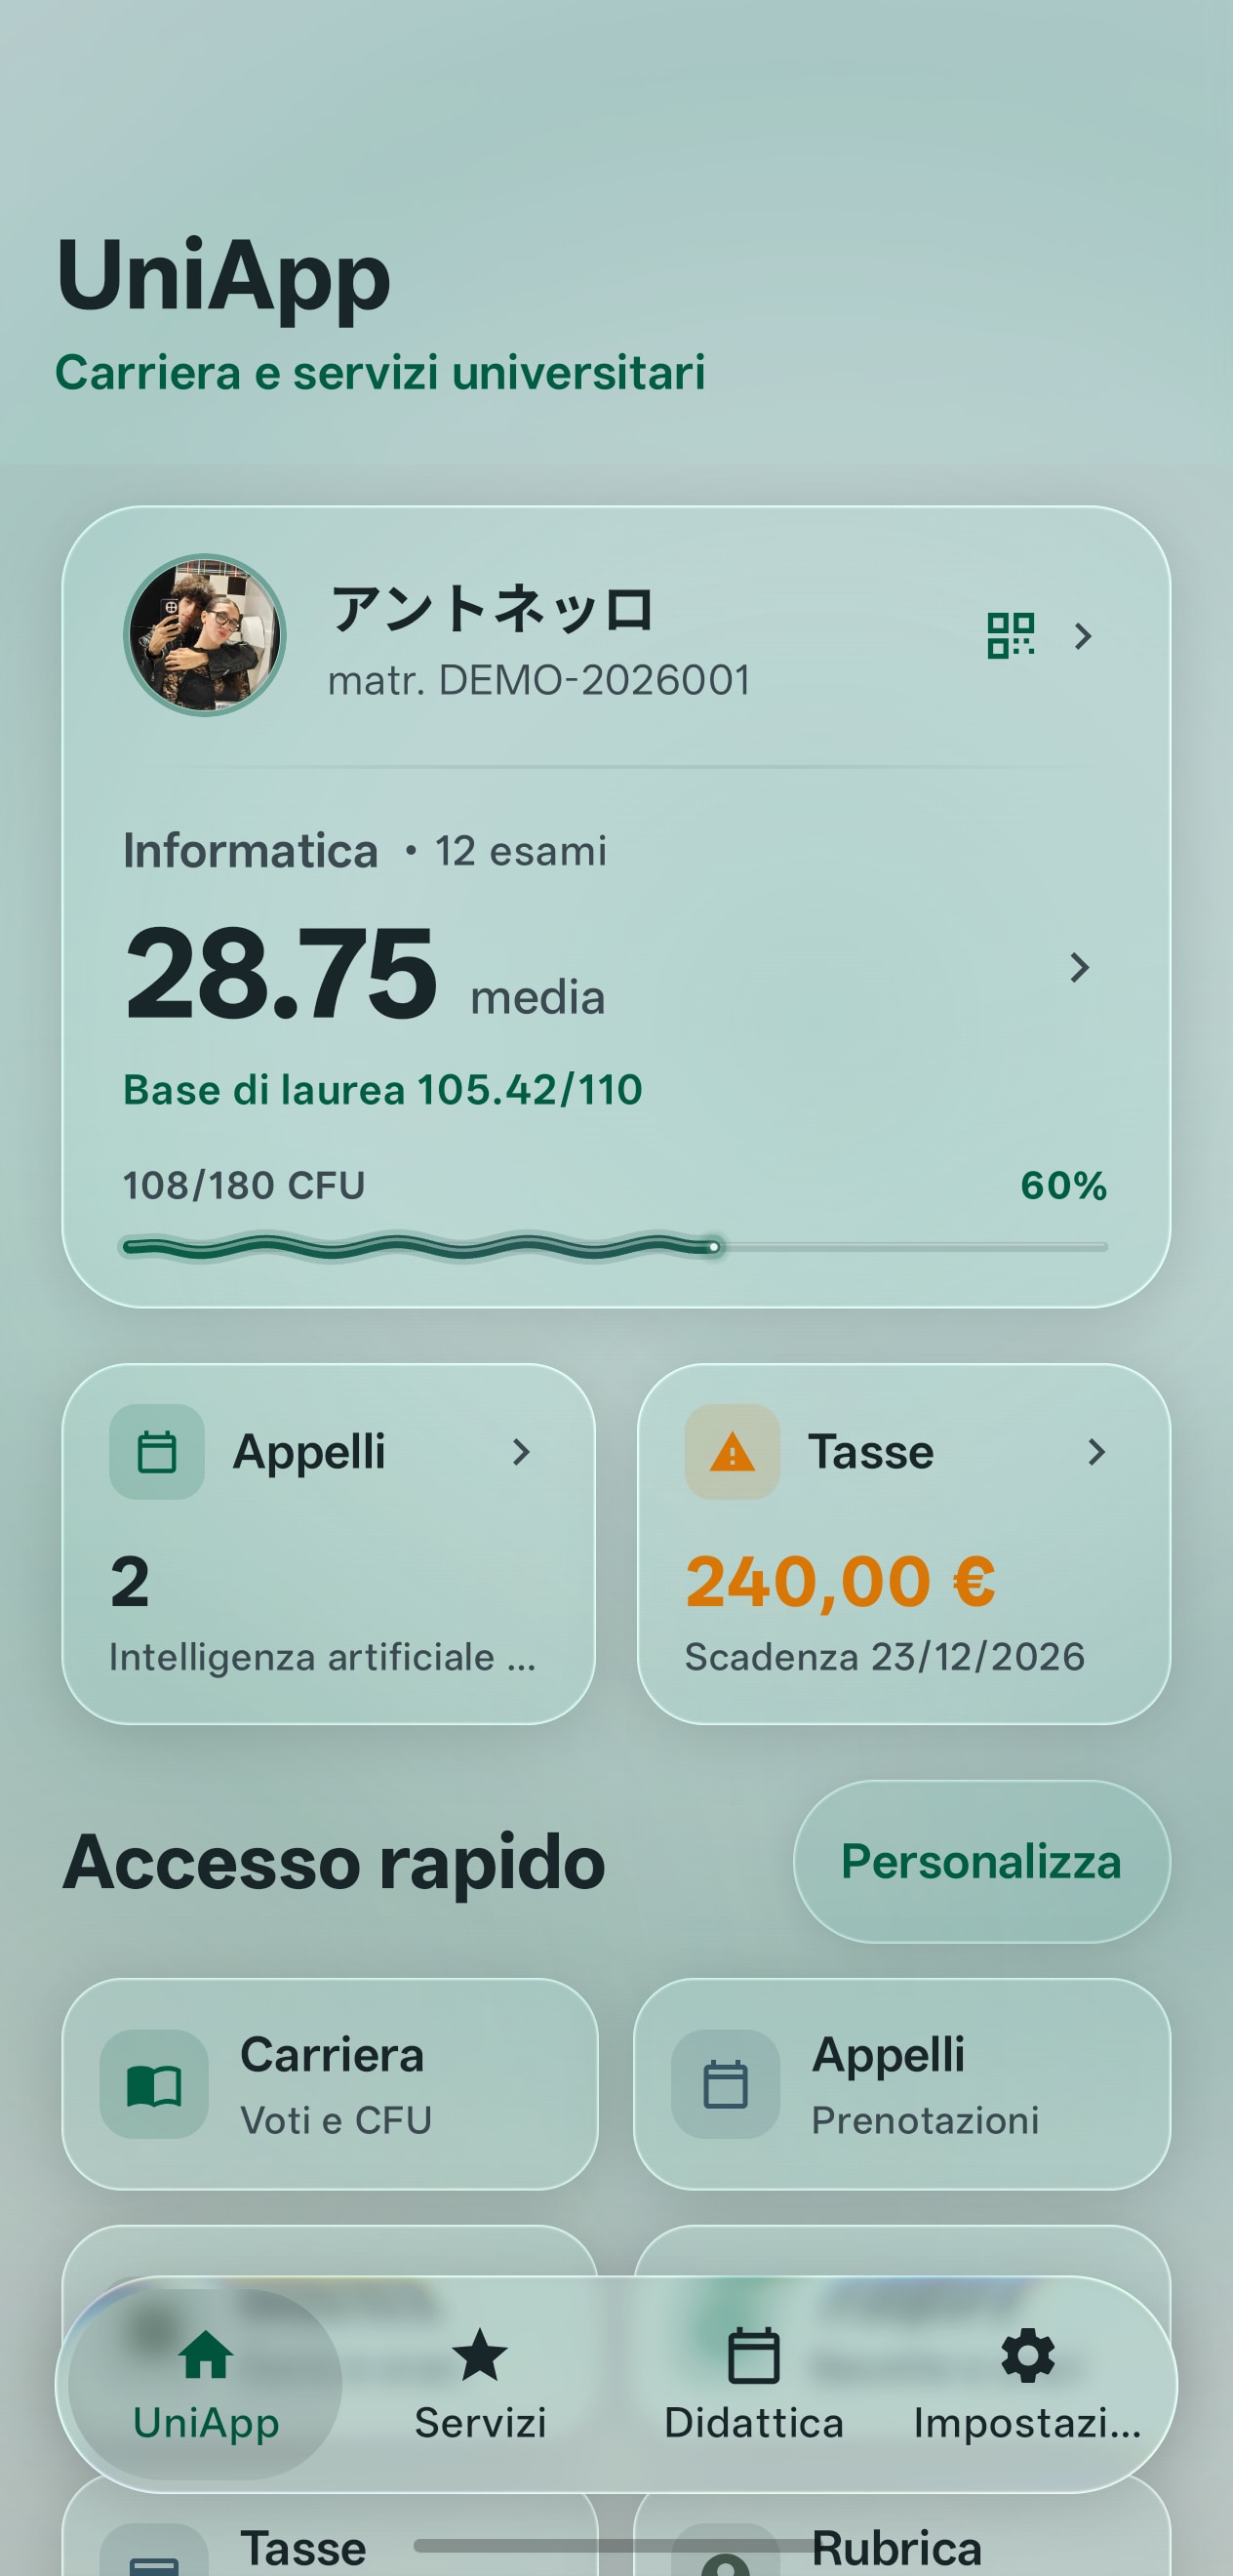 UniApp
Carriera e servizi universitari
アントネッロ
matr. DEMO-2026001
Informatica • 12 esami
28.75 media
Base di laurea 105.42/110
108/180 CFU 60%
Appelli
2
Intelligenza artificiale ...
Tasse
240,00 €
Scadenza 23/12/2026
Accesso rapido
Personalizza
Carriera
Voti e CFU
Appelli
Prenotazioni
UniApp
Servizi
Didattica
Impostazi...
Tasse
Rubrica